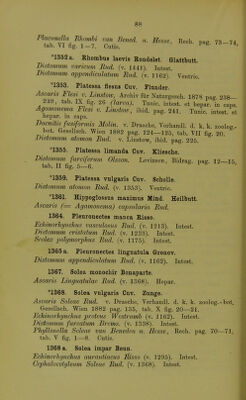 88
Placunella Rhombi van Bened. u. Hesse, Rech. pag. 73—74,
tab. VI fig. 1—7. Cutis.
*1352 a. Rhombus laevis Rondelet. Glattbutt.
Distomum varicum Rud. (v. 1441). Intest.
Distomum appendiculatum Rud. (v. 1162). Ventric.
*1353. Platessa flesus Cuv. Flunder.
Ascaris Flesi v. Linstow, Archiv für Naturgesch. 1878 pag. 238—
239, tab. IX fig. 26 (larva). Tunic. intest. et hepar. in caps.
Agamonema Flesi v. Linstow, ibid. pag. 241. Tunic. intest. et
hepar. in caps.
Dacnitis fusiformis Molin. v. Drasche, Verhandl. d. k. k. zoolog.-
bot. Gesellsch. Wien 1882 pag. 124—125, tab. VII fig. 20.
Distomum atomon Rud. v. Linstow, ibid. pag. 225.
*1355. Platessa limanda Cuv. Kliesche.
Distomum furcigerum Olsson. Levinsen, Bidrag. pag. 12—15,
tab. II fig. 5—6.
*1359. Platessa vulgaris Cuv. Scholle.
Distomum atomon Rud. (v. 1353). Ventric.
*1361. Hippoglossus maximus Mind. Heilbutt.
Ascaris (= Agamonema) capsularia Rud.
1364. Pleuronectes manca Risso.
Echinorhynchus vasculosus Rud. (v. 1213). Intest.
Distomum cristatum Rud. (v. 1233). Intest.
Scolex polymorphus Rud. (v. 1175). Intest.
1365 a. Pleuronectes linguatula Gronov.
Distomum appendiculatum Rud. (v. 1162). Intest.
1367. Solea monochir Bonaparte.
Ascaris Linguatulae Rud. (v. 1368). Hepar.
*1368. Solea vulgaris Cuv. Zunge.
Ascaris Soleae Rud. v. Drasche, Verhandl. d. k. k. zoolog.-bot.
Gesellsch. Wien 1882 pag. 135, tab. X fig. 20—21.
Echinorhynchus proteus Westrumb (v. 1162). Intest.
Distomum furcatum Bremser (v. 1338). Intest.
Phyllonella Soleae van Beneden u. Hesse, Rech. pag. 70—71,
tab. V fig. 1—8. Cutis.
1368 a. Solea impar Benn.
Echinorhynchus aurantiacus Risso (v. 1295). Intest.
Cephalocotyleum Soleae Rud. (v. 1368). Intest.